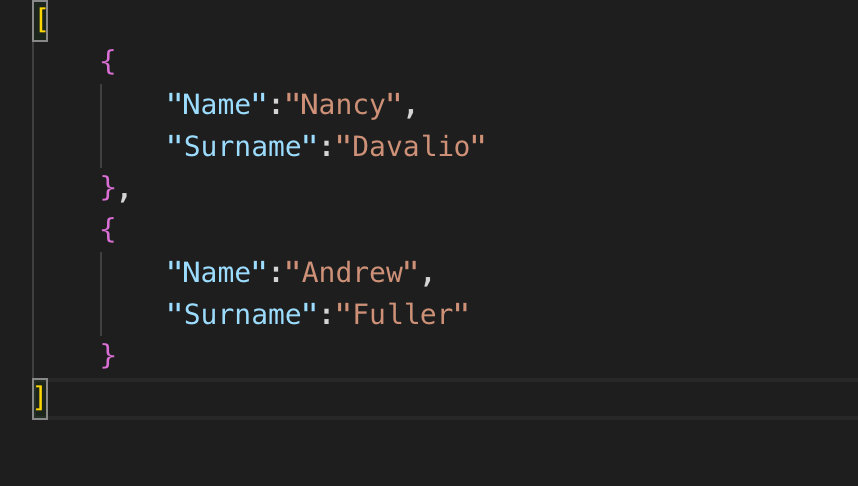 [
{
"Name":"Nancy",
"Surname":"Davalio"
},
{
"Name":"Andrew",
"Surname":"Fuller"
}
]